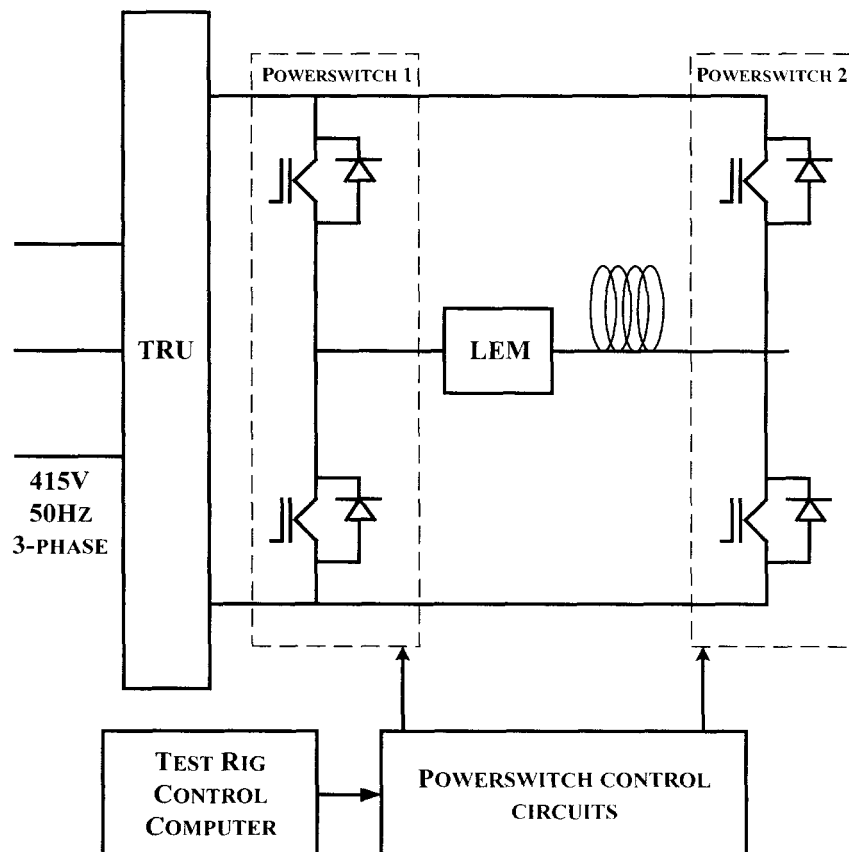 POWERSWITCH 1
POWERSWITCH 2
TRU
LEM
415V
50HZ
3-PHASE
TEST RIG
CONTROL
COMPUTER
POWERSWITCH CONTROL
CIRCUITS